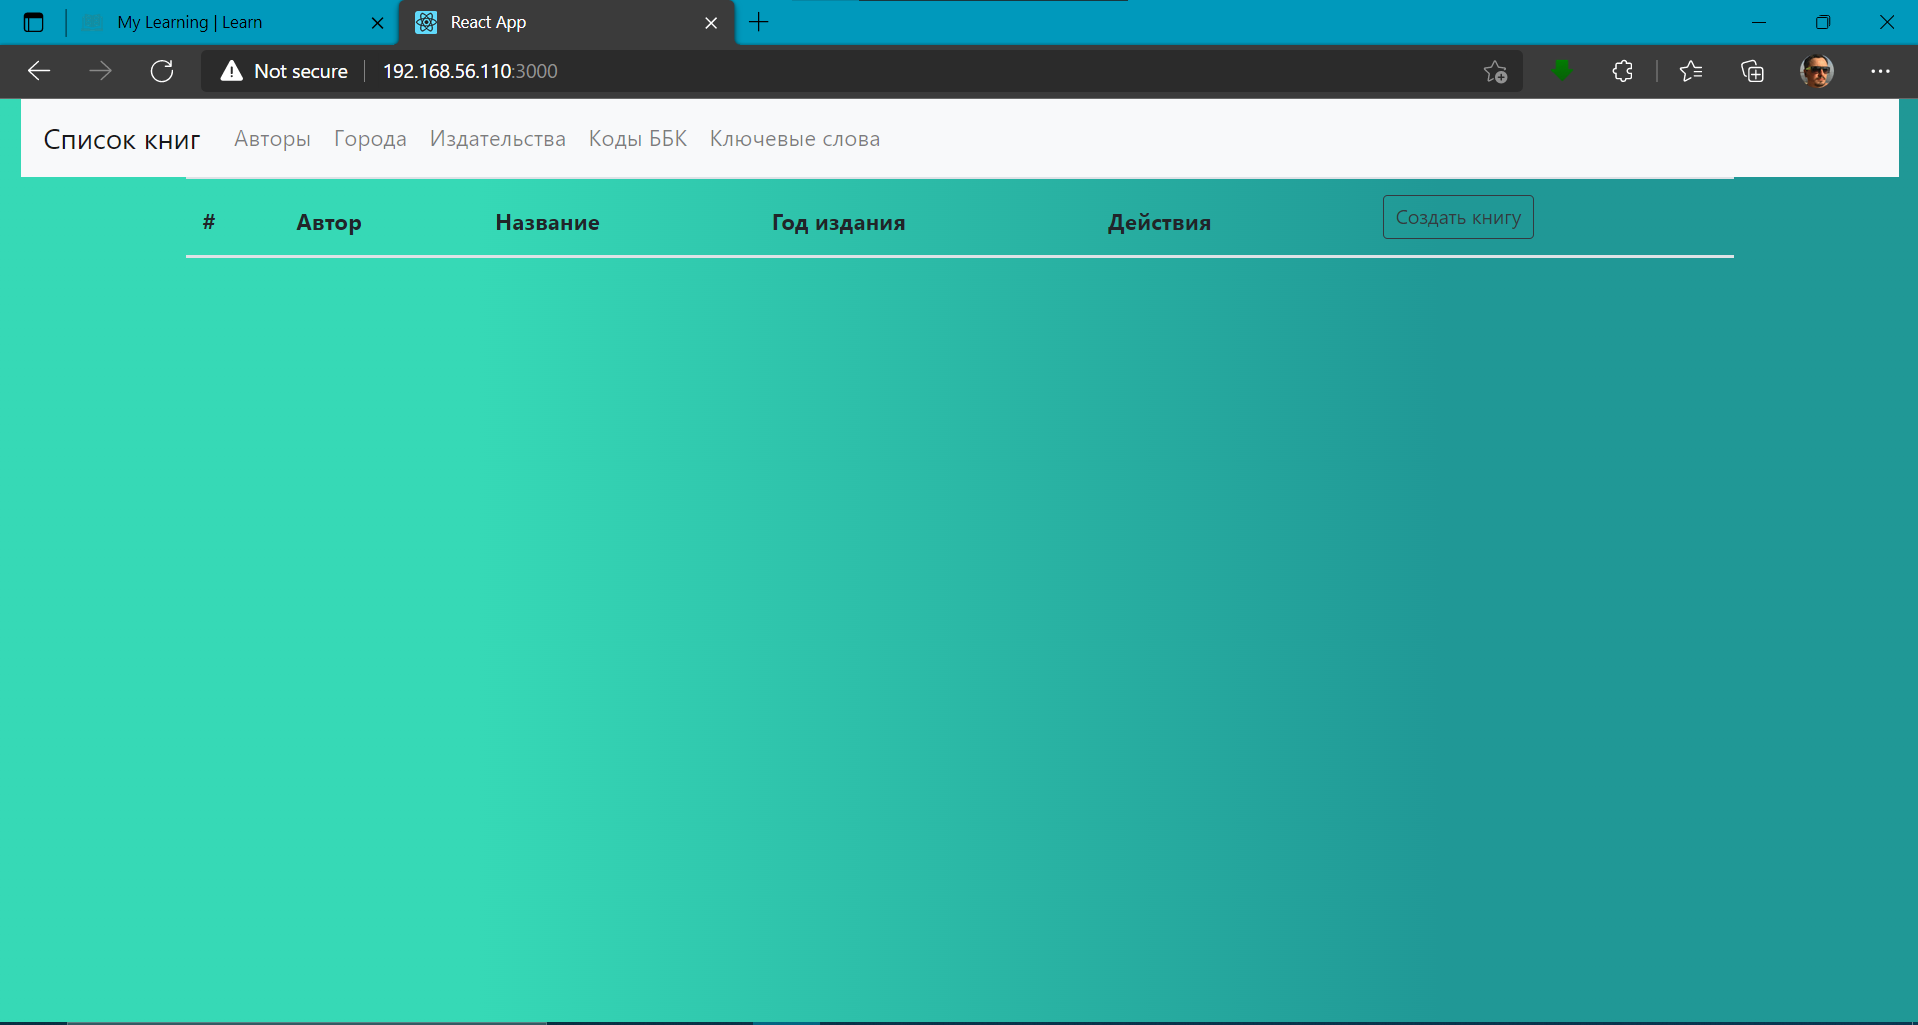 My Learning | Learn
React App
Not secure
192.168.56.110:3000
Список книг Авторы Города Издательства Коды ББК Ключевые слова
# Автор Название Год издания Действия Создать книгу